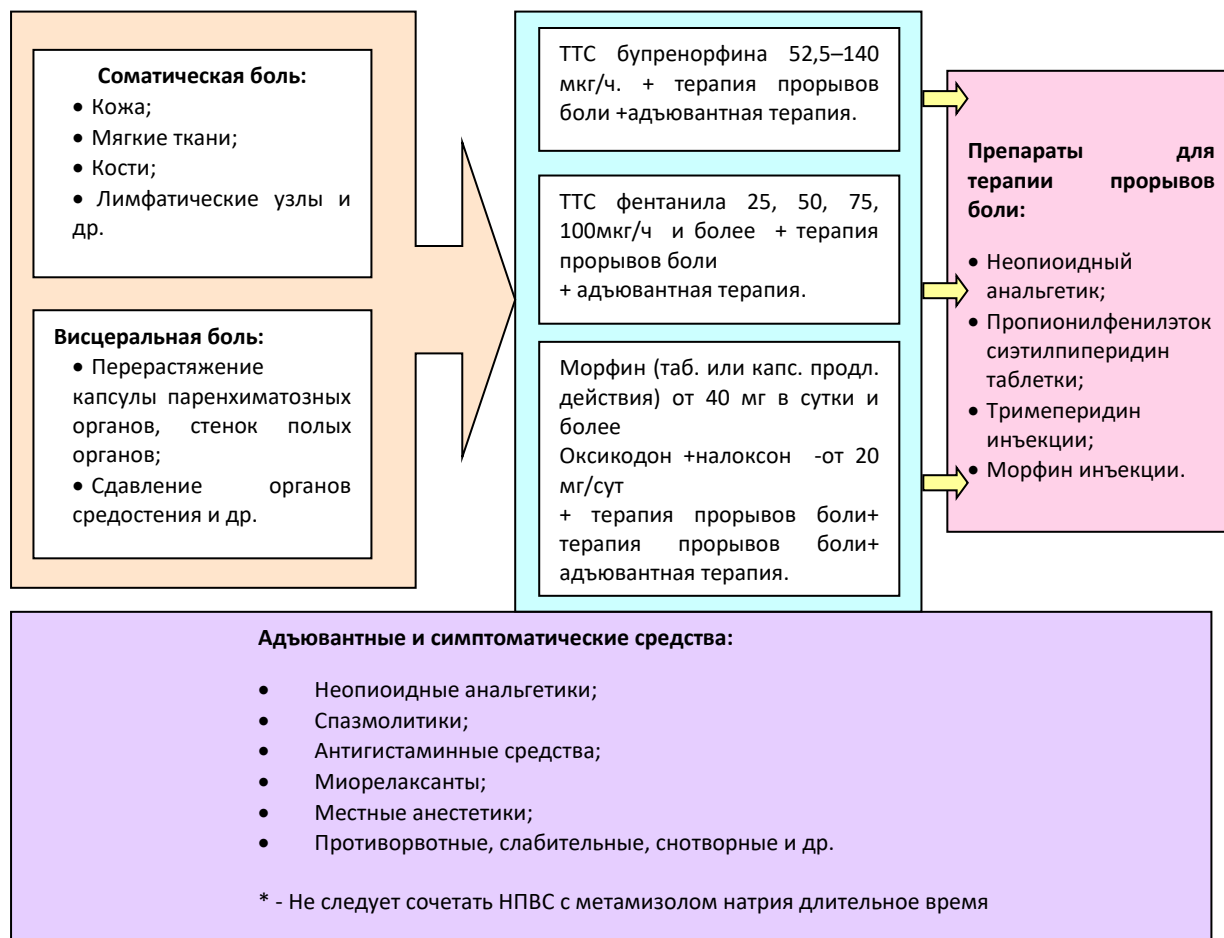 Соматическая боль:
• Кожа;
• Мягкие ткани;
• Кости;
• Лимфатические узлы и
др.
Висцеральная боль:
• Перерастяжение
капсулы паренхиматозных
органов, стенок полых
органов;
• Сдавление органов
средостения и др.
ТТС бупренорфина 52,5–140
мкг/ч. + терапия прорывов
боли +адъювантная терапия.
ТТС фентанила 25, 50, 75,
100мкг/ч и более + терапия
прорывов боли
+ адъювантная терапия.
Морфин (таб. или капс. продл.
действия) от 40 мг в сутки и
более
Оксикодон +налоксон -от 20
мг/сут
+ терапия прорывов боли+
терапия прорывов боли+
адъювантная терапия.
Препараты для
терапии прорывов
боли:
• Неопиоидный
анальгетик;
• Пропионилфенилэток
сиэтилпиперидин
таблетки;
• Тримеперидин
инъекции;
• Морфин инъекции.
Адъювантные и симптоматические средства:
• Неопиоидные анальгетики;
• Спазмолитики;
• Антигистаминные средства;
• Миорелаксанты;
• Местные анестетики;
• Противорвотные, слабительные, снотворные и др.
* - Не следует сочетать НПВС с метамизолом натрия длительное время